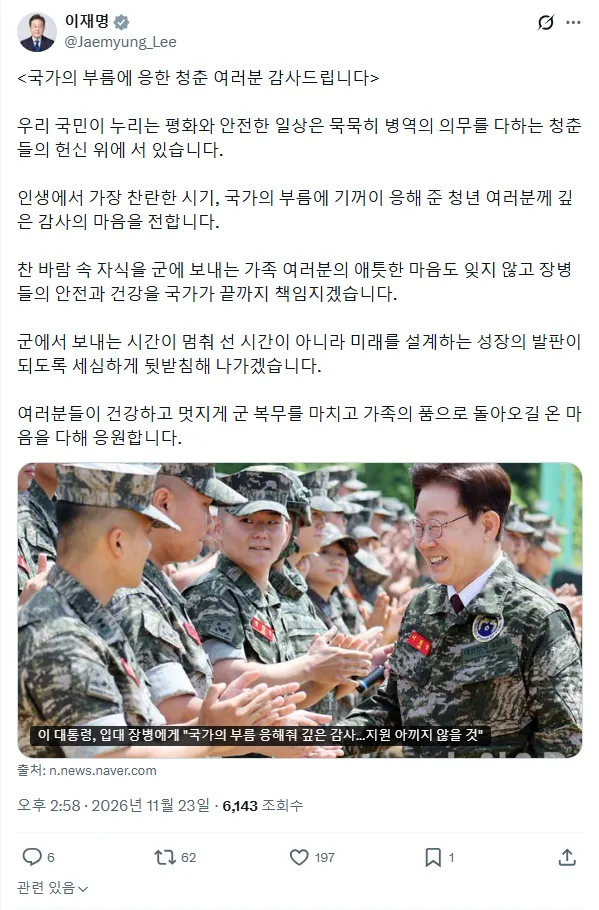 이재명
@Jaemyung_Lee
<국가의 부름에 응한 청춘 여러분 감사드립니다>
우리 국민이 누리는 평화와 안전한 일상은 묵묵히 병역의 의무를 다하는 청춘
들의 헌신 위에 서 있습니다.
인생에서 가장 찬란한 시기, 국가의 부름에 기꺼이 응해 준 청년 여러분께 깊
은 감사의 마음을 전합니다.
찬 바람 속 자식을 군에 보내는 가족 여러분의 애틋한 마음도 잊지 않고 장병
들의 안전과 건강을 국가가 끝까지 책임지겠습니다.
군에서 보내는 시간이 멈춰 선 시간이 아니라 미래를 설계하는 성장의 발판이
되도록 세심하게 뒷받침해 나가겠습니다.
여러분들이 건강하고 멋지게 군 복무를 마치고 가족의 품으로 돌아오길 온 마
음을 다해 응원합니다.
이 대통령, 입대 장병에게 "국가의 부름 응해줘 깊은 감사...지원 아끼지 않을 것"
출처: n.news.naver.com
오후 2:58 · 2026년 11월 23일 · 6,143 조회수
6 62 197 1
관련 있음